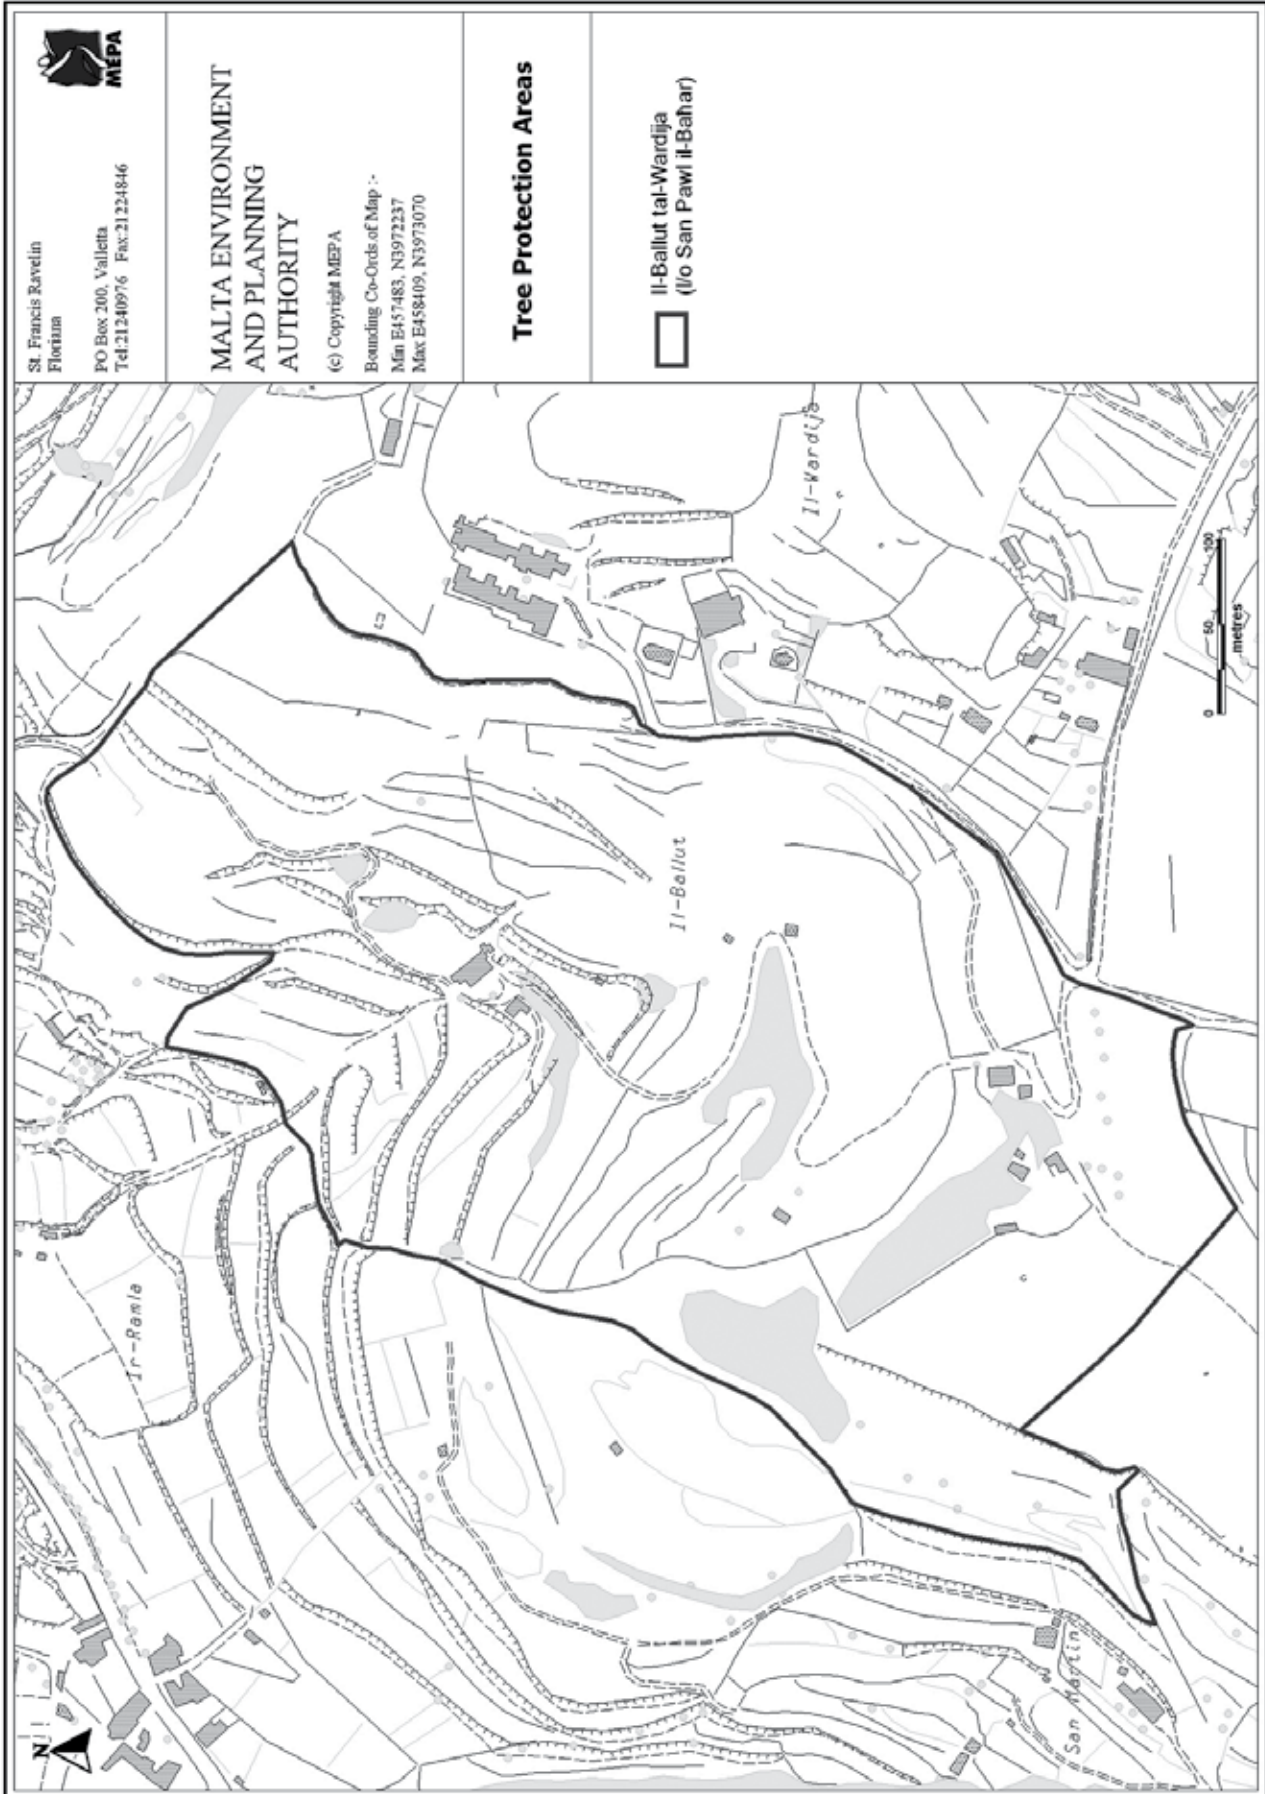 MEPA
St. Francis Ravelin
Floriana
PO Box 200, Valletta
Tel:21240976 Fax:21224846
MALTA ENVIRONMENT
AND PLANNING
AUTHORITY
(c) Copyright MEPA
Bounding Co-Ords of Map :-
Min E457483, N3972237
Max E458409, N3973070
Tree Protection Areas
Il-Ballut tal-Wardija
(l/o San Pawl il-Baħar)
N
Ir-Ramla
Il-Ballut
Il-Wardija
San Martin
0 50 100
metres